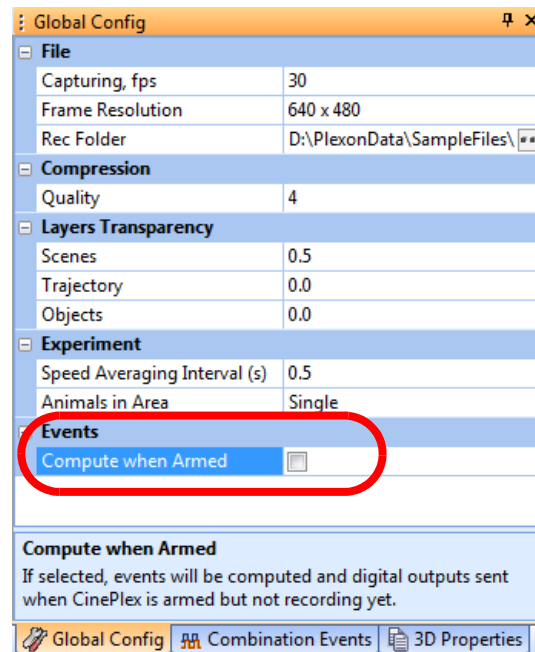 Global Config
File
Capturing, fps 30
Frame Resolution 640 x 480
Rec Folder D:\PlexonData\SampleFiles\
Compression
Quality 4
Layers Transparency
Scenes 0.5
Trajectory 0.0
Objects 0.0
Experiment
Speed Averaging Interval (s) 0.5
Animals in Area Single
Events
Compute when Armed
Compute when Armed
If selected, events will be computed and digital outputs sent
when CinePlex is armed but not recording yet.
Global Config Combination Events 3D Properties